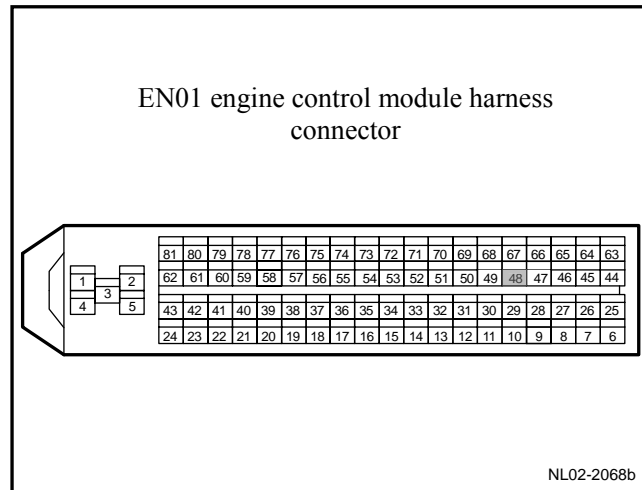 EN01 engine control module harness
connector
81 80 79 78 77 76 75 74 73 72 71 70 69 68 67 66 65 64 63
1 2 62 61 60 59 58 57 56 55 54 53 52 51 50 49 48 47 46 45 44
3
4 5 43 42 41 40 39 38 37 36 35 34 33 32 31 30 29 28 27 26 25
24 23 22 21 20 19 18 17 16 15 14 13 12 11 10 9 8 7 6
NL02-2068b